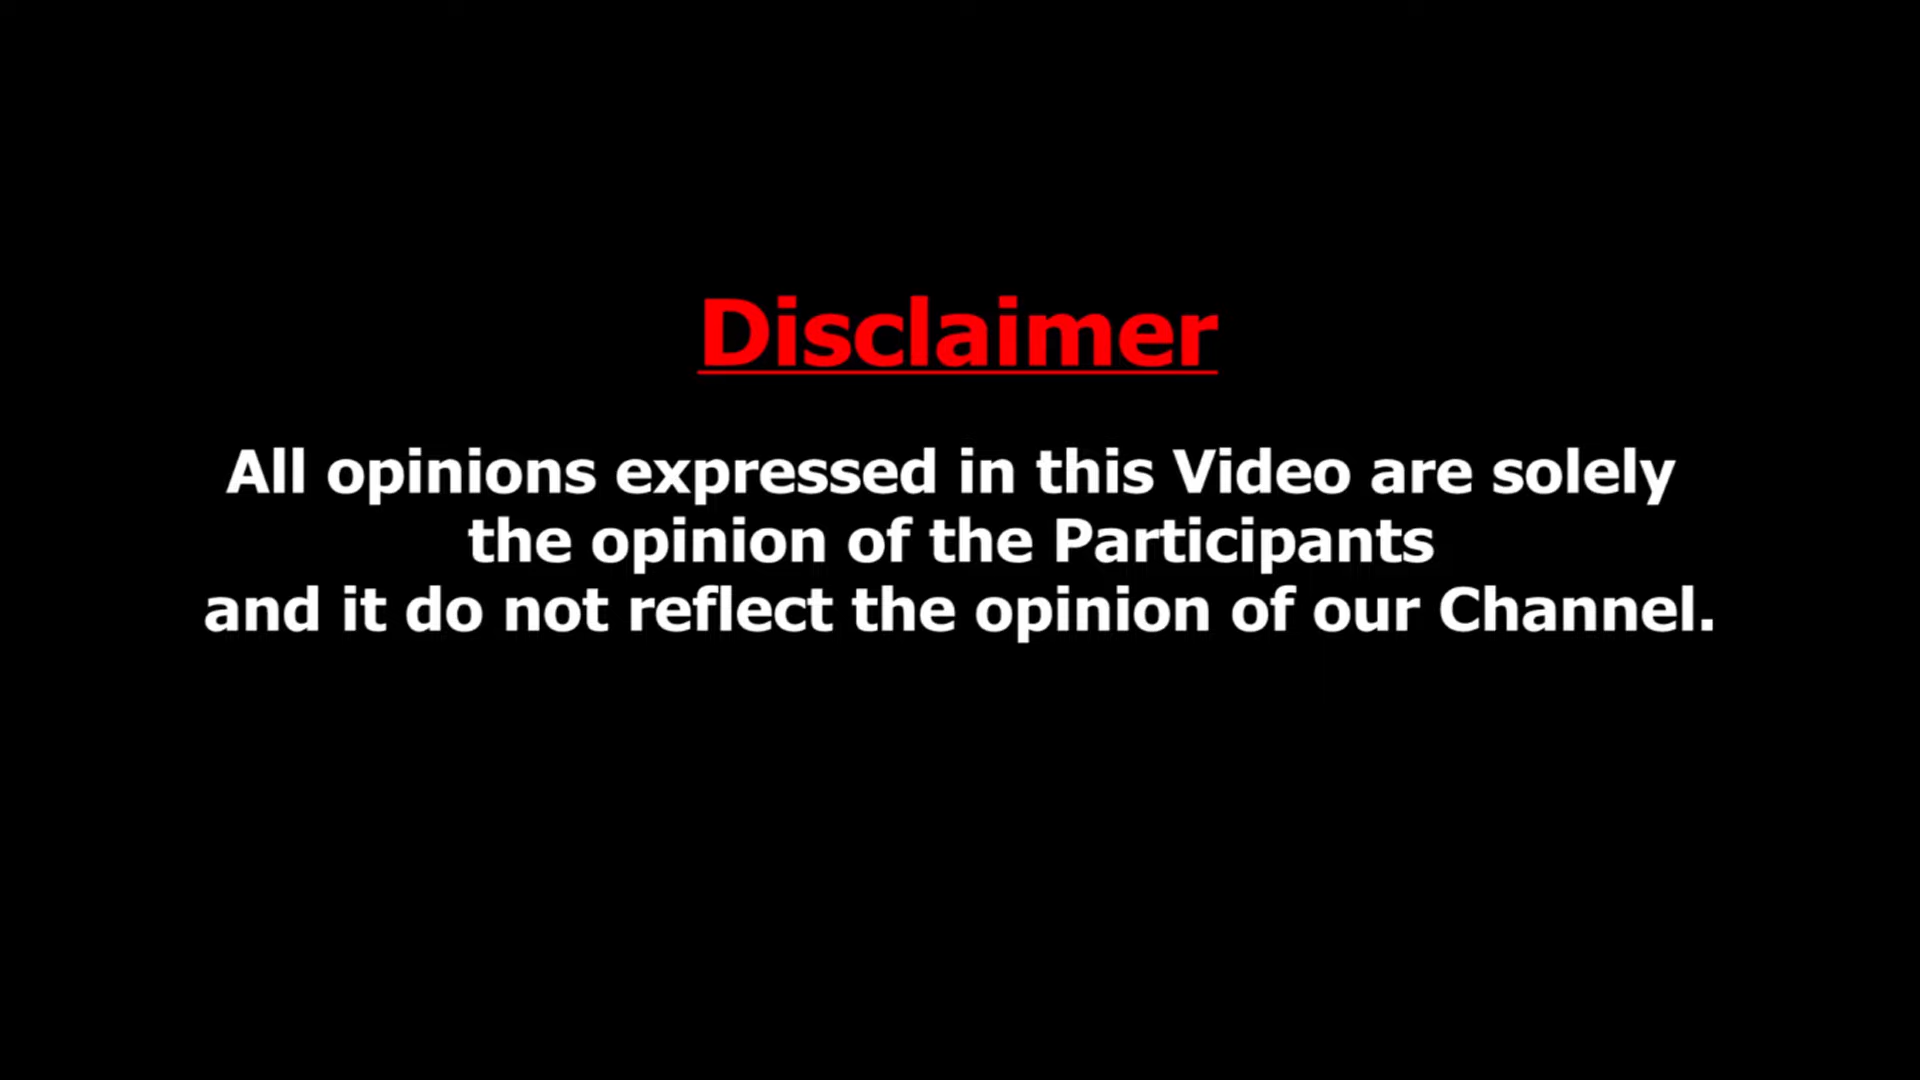 Disclaimer
All opinions expressed in this Video are solely
the opinion of the Participants
and it do not reflect the opinion of our Channel.